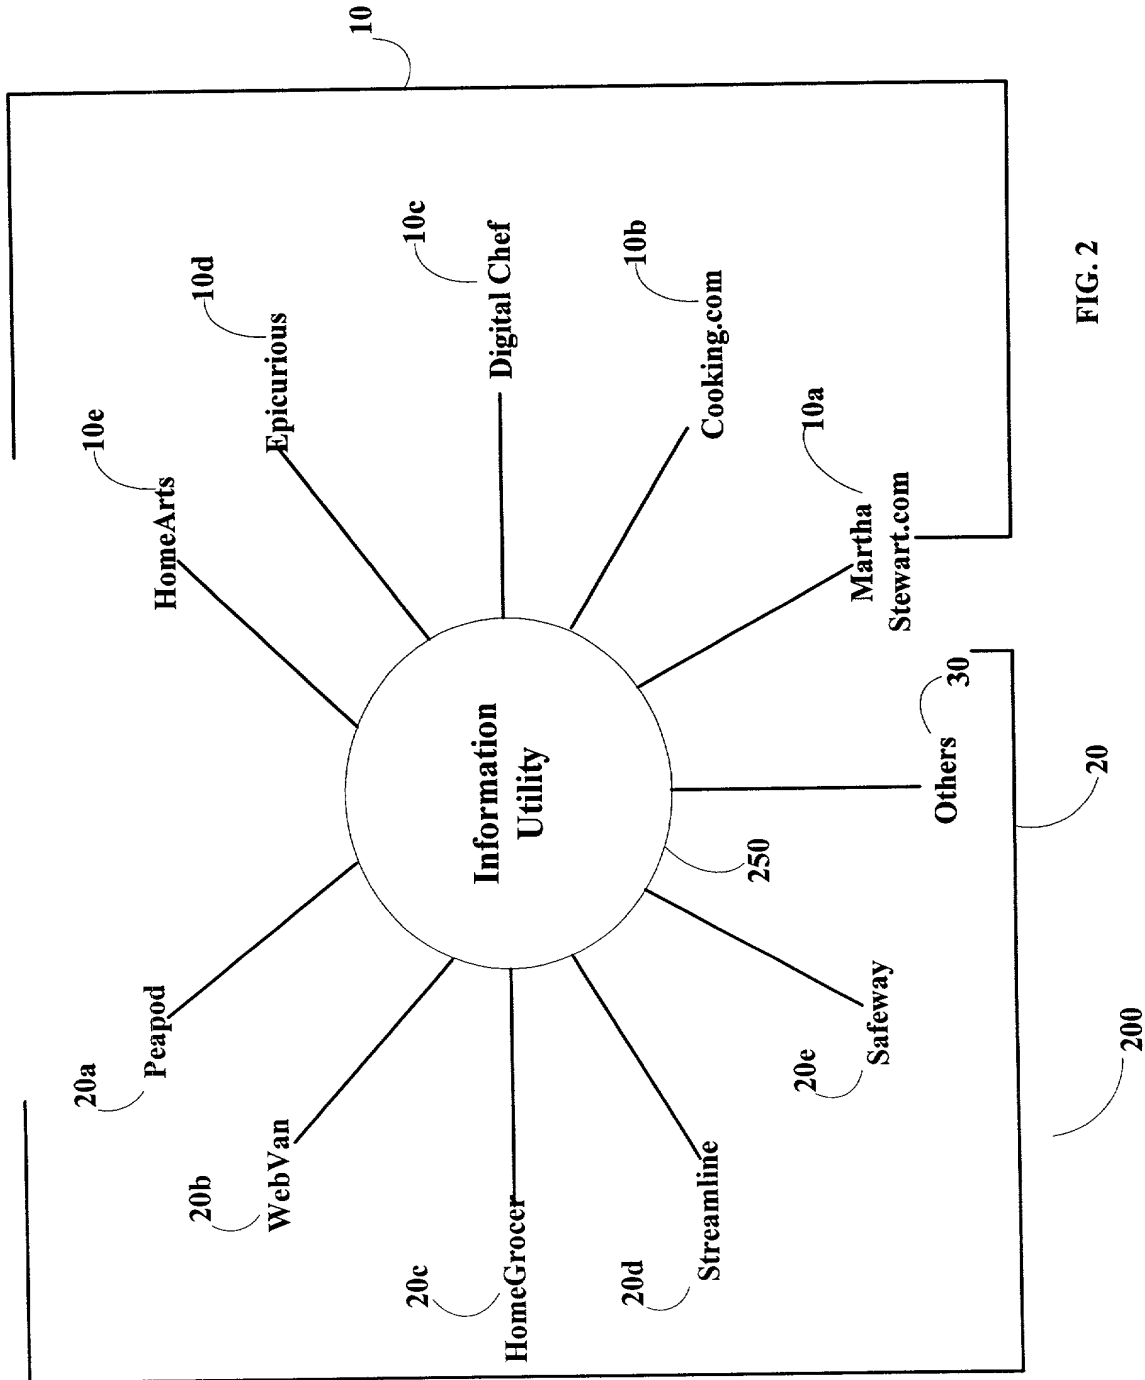 20a
10e
Peapod
HomeArts
20b
10d
WebVan
Epicurious
10
20c
10c
HomeGrocer
Information
Utility
Digital Chef
20d
10b
Streamline
Cooking.com
250
20e
10a
Safeway
Martha
Stewart.com
Others
30
20
200
FIG. 2